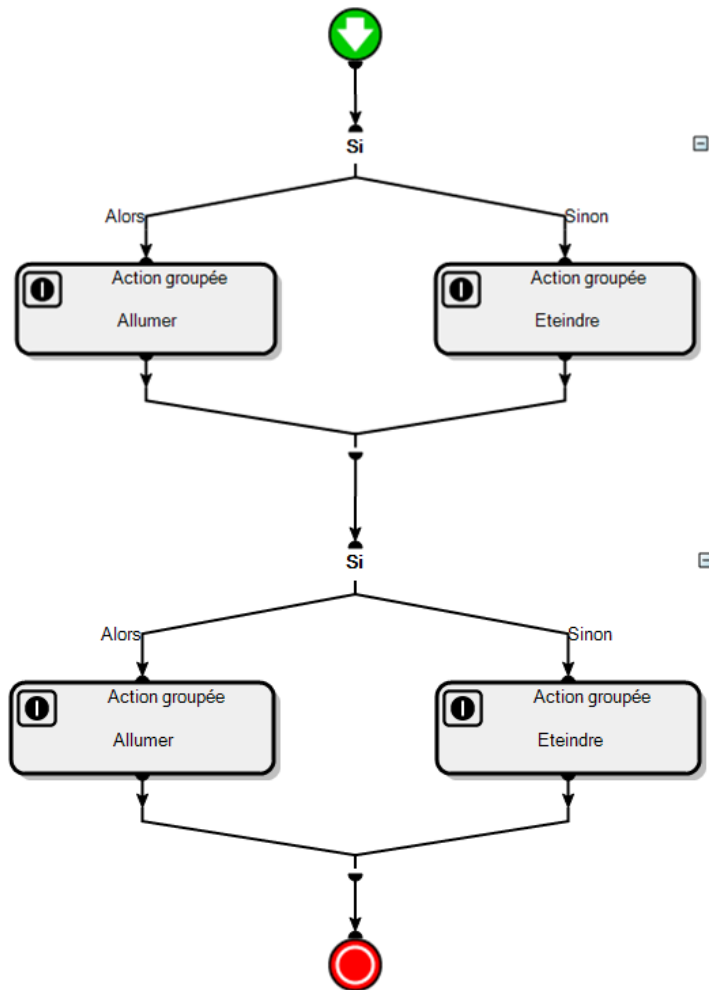 Si
Alors
Sinon
Action groupée
Allumer
Action groupée
Eteindre
Si
Alors
Sinon
Action groupée
Allumer
Action groupée
Eteindre